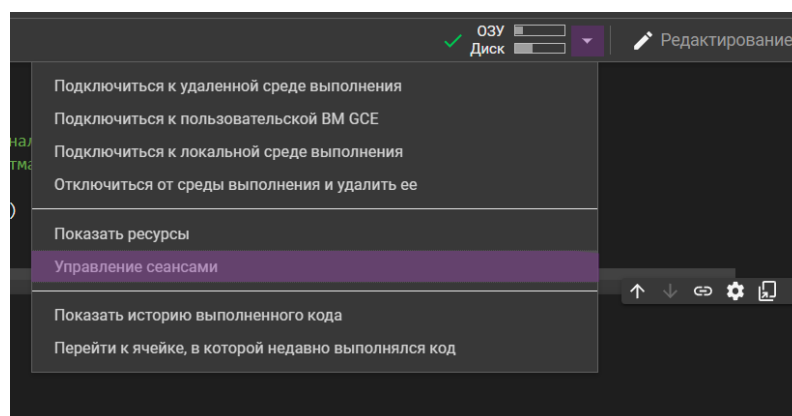 ОЗУ
Диск
Редактирование
Подключиться к удаленной среде выполнения
Подключиться к пользовательской ВМ GCE
Подключиться к локальной среде выполнения
Отключиться от среды выполнения и удалить ее
)
Показать ресурсы
Управление сеансами
Показать историю выполненного кода
Перейти к ячейке, в которой недавно выполнялся код